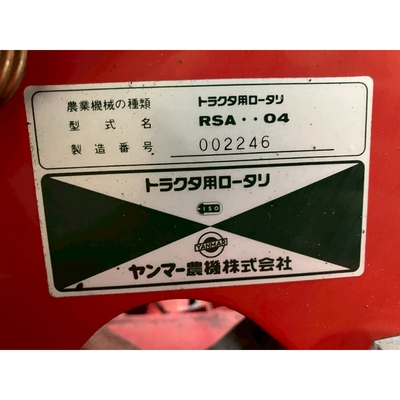 農業機械の種類 トラクタ用ロータリ
型式名 RSA・・04
製造番号 002246
トラクタ用ロータリ
ISO
YANMAR
ヤンマー農機株式会社